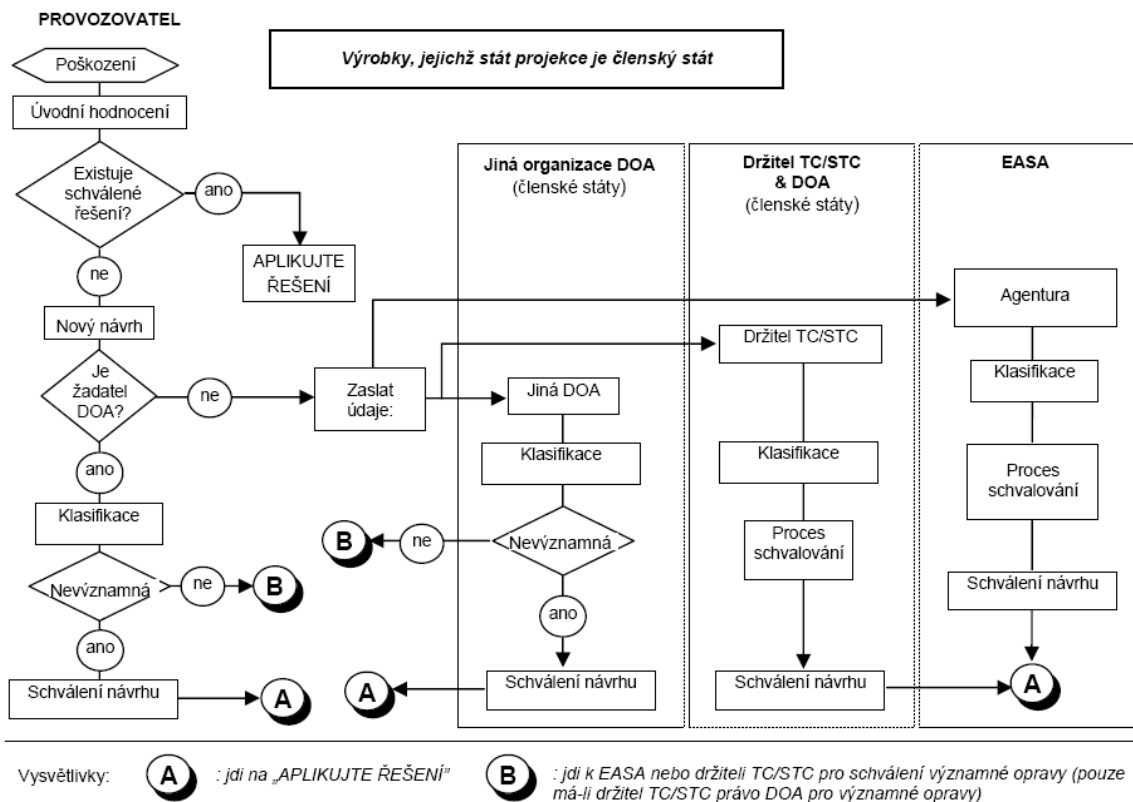 PROVOZOVATEL
Výrobky, jejichž stát projekce je členský stát
Poškození
Úvodní hodnocení
Existuje
schválené
řešení?
ano
APLIKUJTE
ŘEŠENÍ
ne
Nový návrh
Je
žadatel
DOA?
ne
Zaslat
údaje:
ano
Klasifikace
Nevýznamná
ne
B
ano
Schválení návrhu
A
Jiná organizace DOA
(členské státy)
Jiná DOA
Klasifikace
Nevýznamná
ne
B
ano
Schválení návrhu
A
Držitel TC/STC
& DOA
(členské státy)
Držitel TC/STC
Klasifikace
Proces
schvalování
Schválení návrhu
EASA
Agentura
Klasifikace
Proces
schvalování
Schválení návrhu
A
Vysvětlivky:
A
: jdi na „APLIKUJTE ŘEŠENÍ"
B
: jdi k EASA nebo držiteli TC/STC pro schválení významné opravy (pouze
má-li držitel TC/STC právo DOA pro významné opravy)